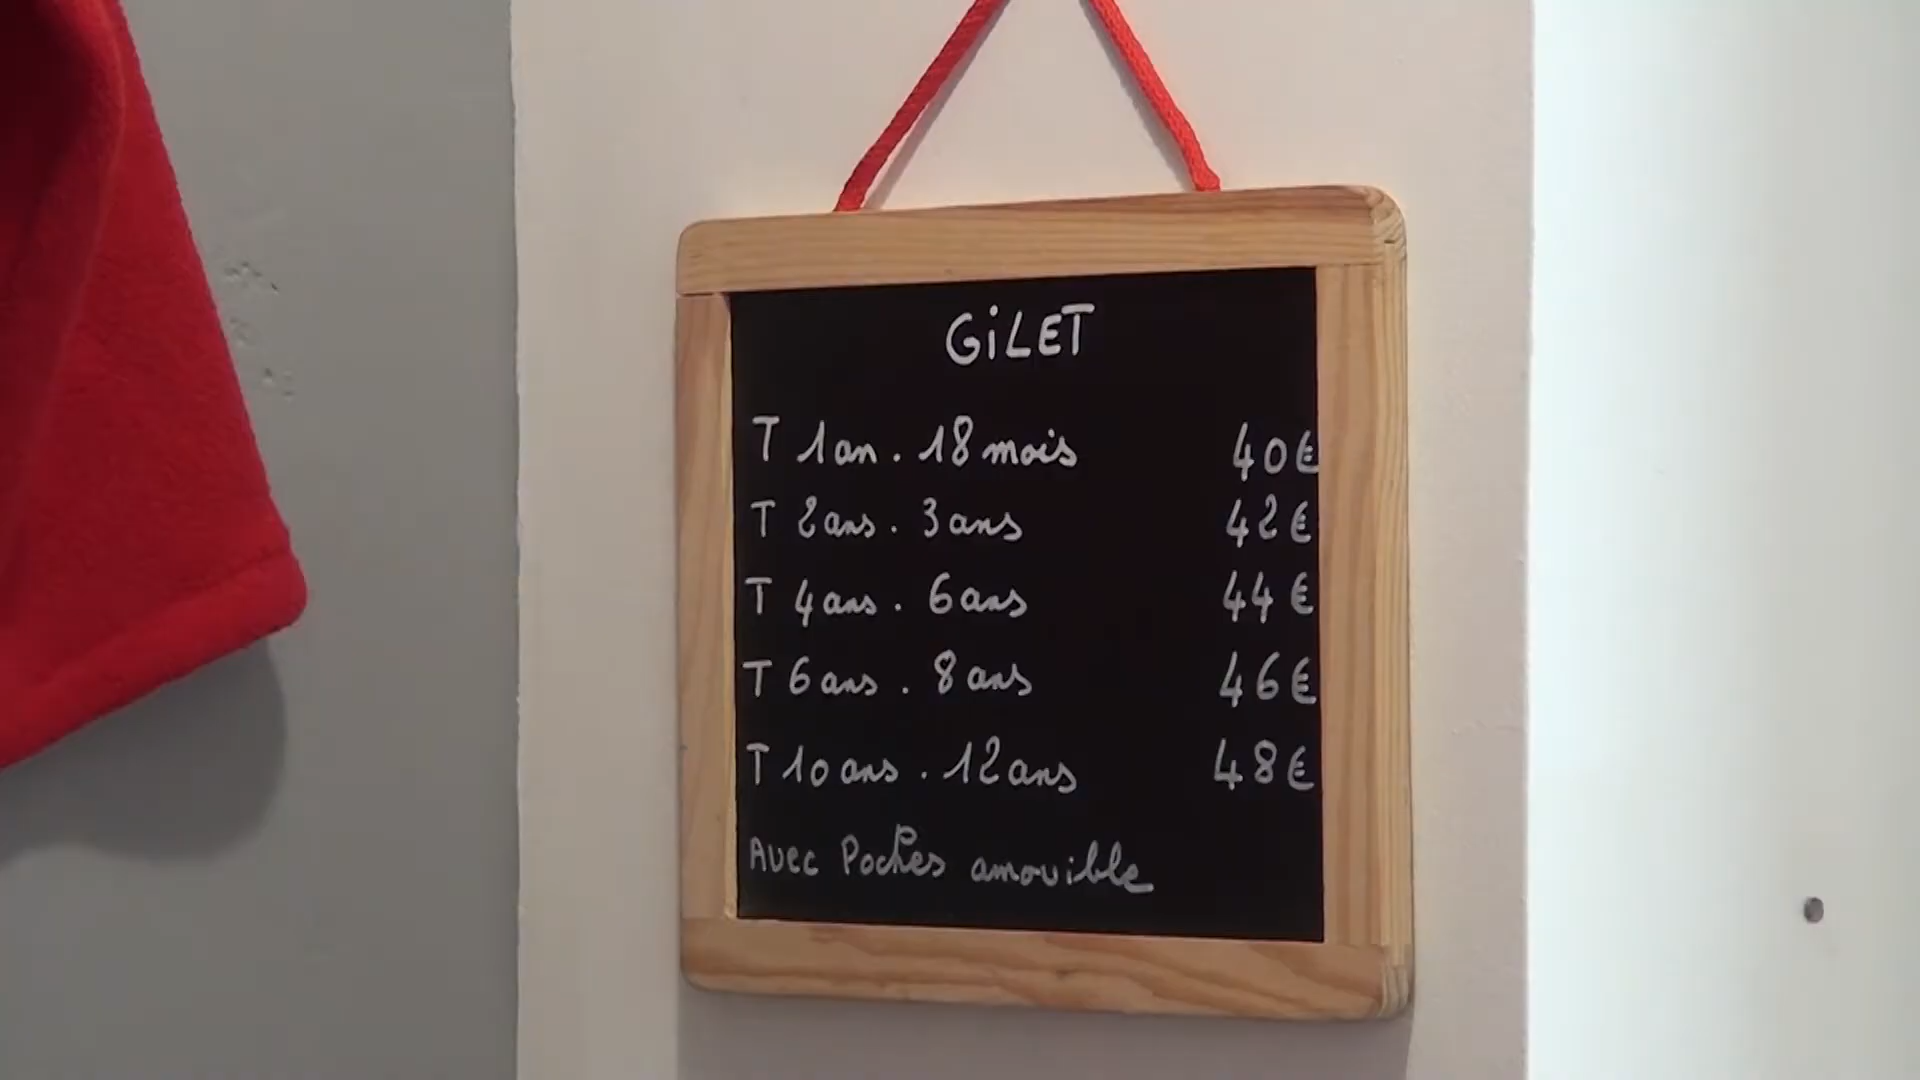 GiLET
T 1an . 18 mois 40€
T 2ans . 3ans 42€
T 4ans . 6ans 44€
T 6ans . 8ans 46€
T 10ans . 12ans 48€
Avec Poches amovible